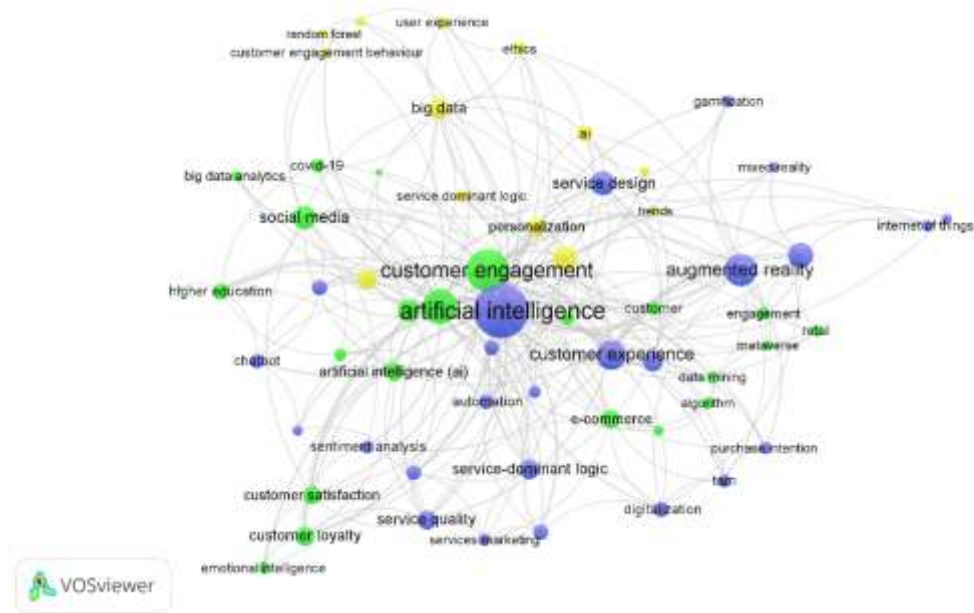 user experience
random forest
customer engagement behaviour
ethics
big data
gamification
ai
covid-19
big data analytics
mixed reality
service design
service dominant logic
social media
trends
personalization
internet of things
customer engagement
augmented reality
higher education
artificial intelligence
customer
engagement
retail
metaverse
chatbot
customer experience
artificial intelligence (ai)
data mining
automation
algorithm
e-commerce
sentiment analysis
purchase intention
service-dominant logic
tam
customer satisfaction
digitalization
service quality
customer loyalty
services marketing
emotional intelligence
VOSviewer